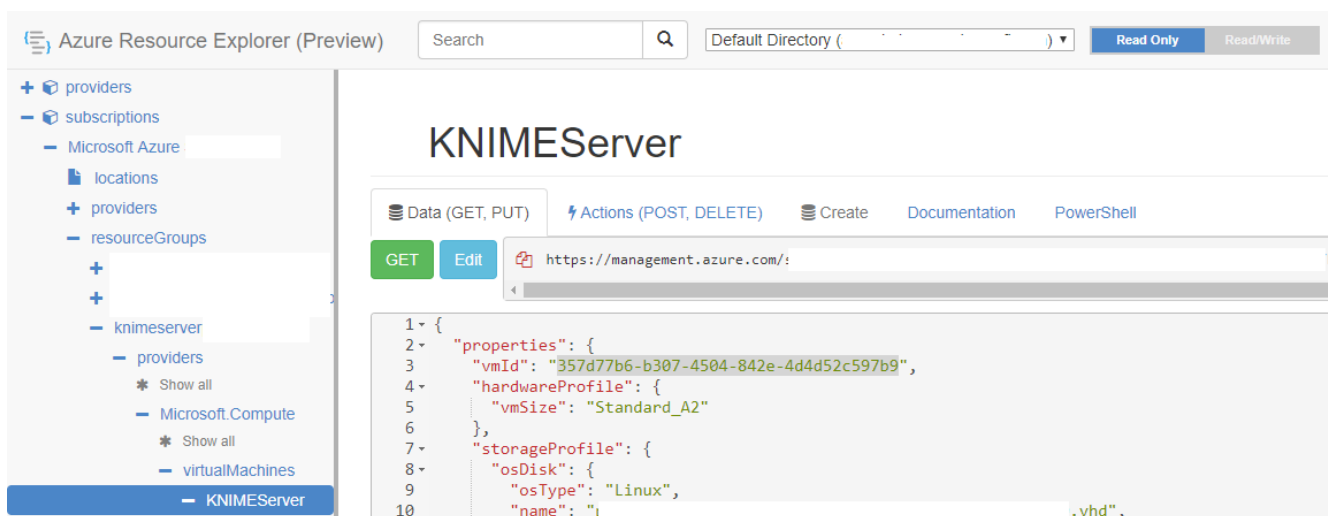 Azure Resource Explorer (Preview)
Search
Default Directory (
)
Read Only
Read/Write
providers
subscriptions
Microsoft Azure
locations
providers
resourceGroups
knimeserver
providers
Show all
Microsoft.Compute
Show all
virtualMachines
KNIMEServer
KNIMEServer
Data (GET, PUT)
Actions (POST, DELETE)
Create
Documentation
PowerShell
GET
Edit
https://management.azure.com/
1 {
2 "properties": {
3 "vmId": "357d77b6-b307-4504-842e-4d4d52c597b9",
4 "hardwareProfile": {
5 "vmSize": "Standard_A2"
6 },
7 "storageProfile": {
8 "osDisk": {
9 "osType": "Linux",
10 "name": " .vhd",